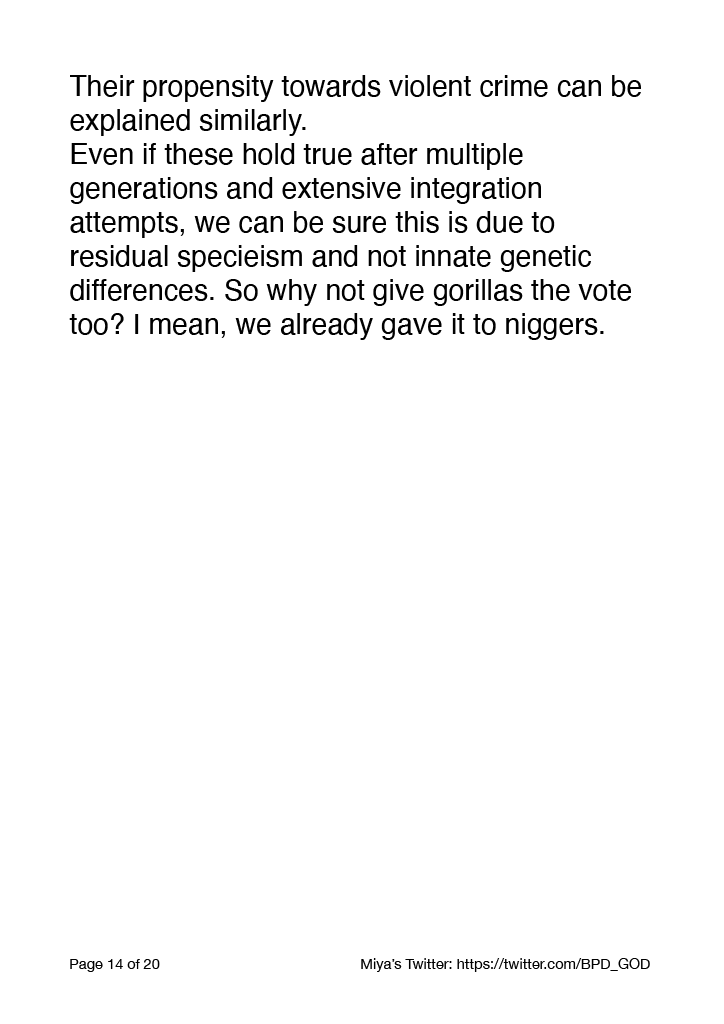 Their propensity towards violent crime can be
explained similarly.
Even if these hold true after multiple
generations and extensive integration
attempts, we can be sure this is due to
residual specieism and not innate genetic
differences. So why not give gorillas the vote
too? I mean, we already gave it to niggers.
Page 14 of 20
Miya's Twitter: https://twitter.com/BPD_GOD